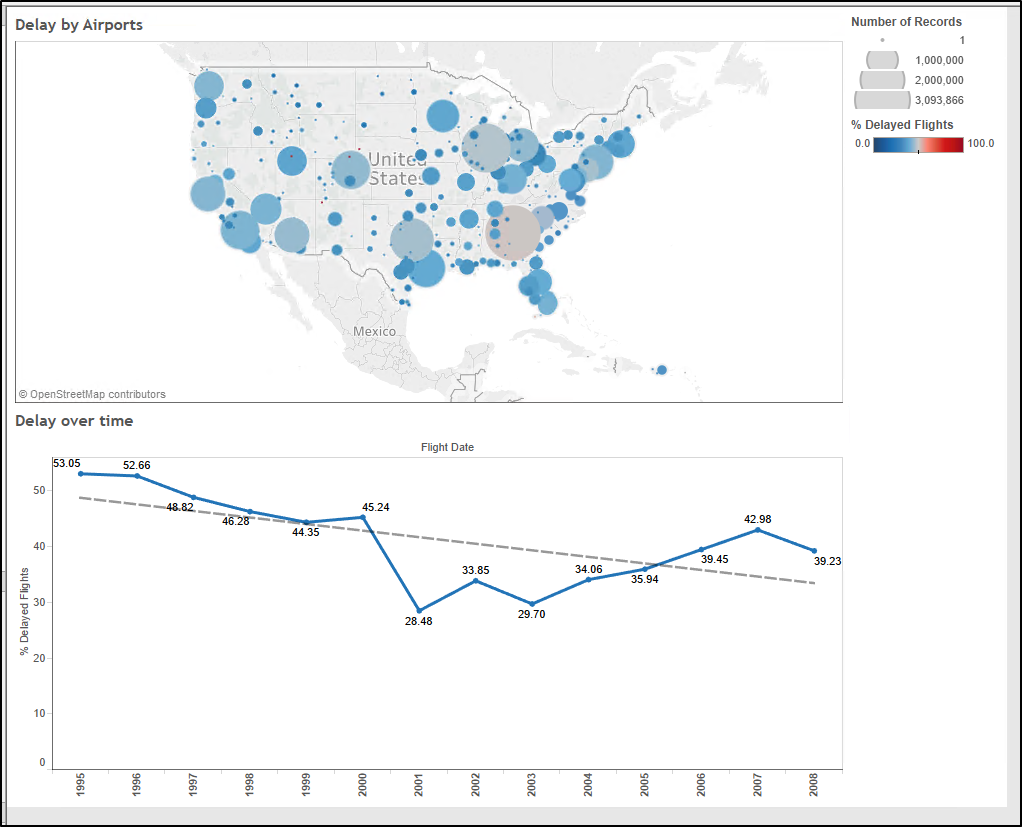 Delay by Airports
Number of Records
1
1,000,000
2,000,000
3,093,866
% Delayed Flights
0.0 100.0
United
States
Mexico
© OpenStreetMap contributors
Delay over time
Flight Date
53.05
52.66
48.82
46.28
44.35
45.24
28.48
33.85
29.70
34.06
35.94
39.45
42.98
39.23
50
40
30
20
10
0
% Delayed Flights
1995 1996 1997 1998 1999 2000 2001 2002 2003 2004 2005 2006 2007 2008